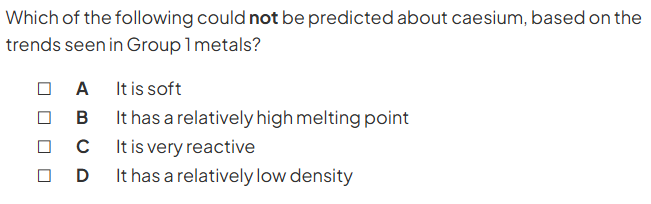 Which of the following could not be predicted about caesium, based on the
trends seen in Group 1 metals?
A It is soft
B It has a relatively high melting point
C It is very reactive
D It has a relatively low density